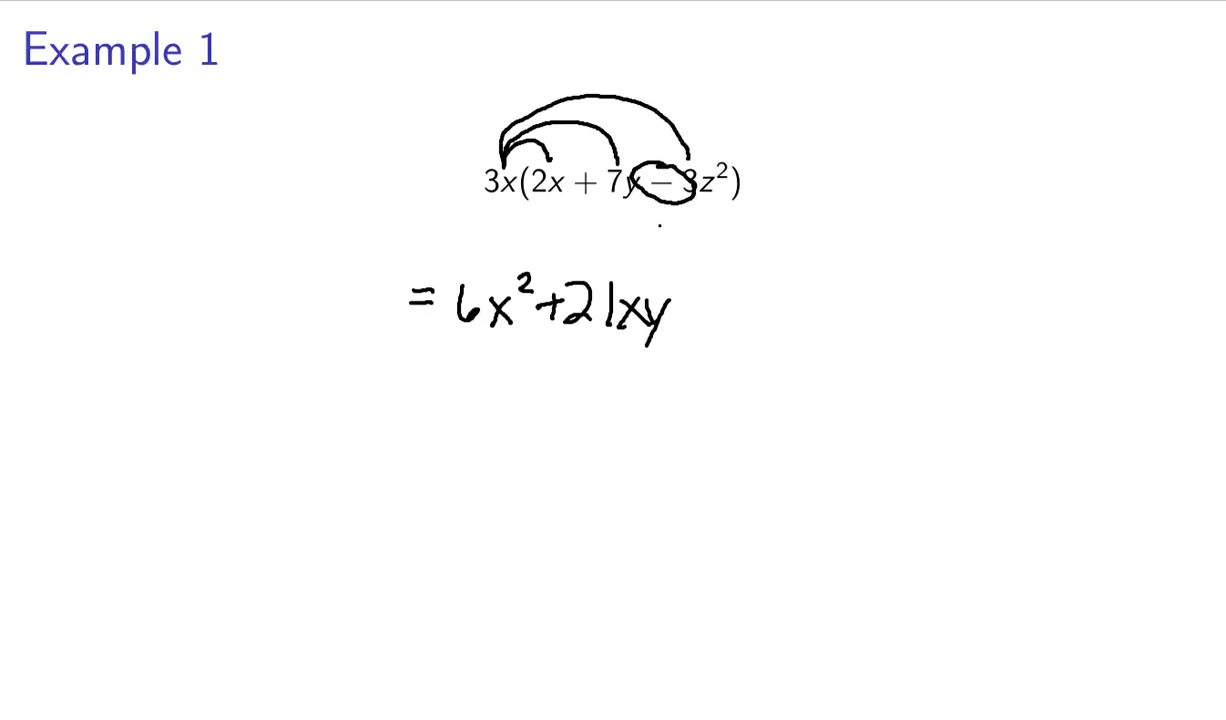 Example 1
3x(2x + 7y − 3z²)
= 6x²+21xy